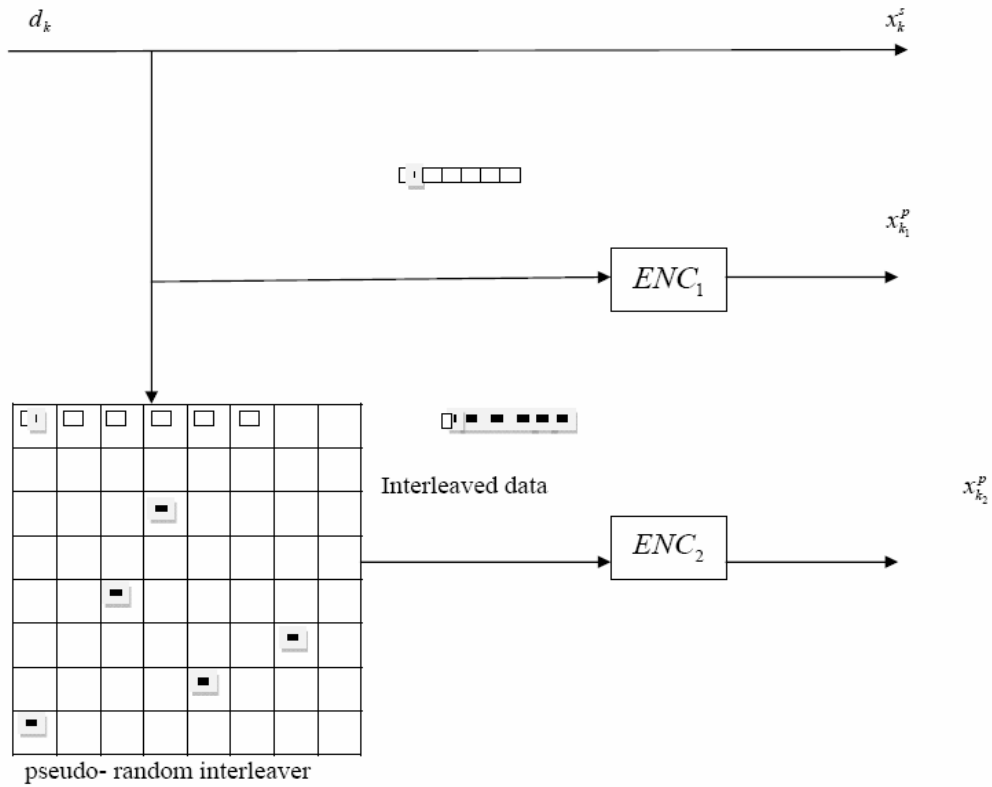 d_k
x_k^s
x_{k_1}^p
ENC_1
Interleaved data
x_{k_2}^p
ENC_2
pseudo- random interleaver